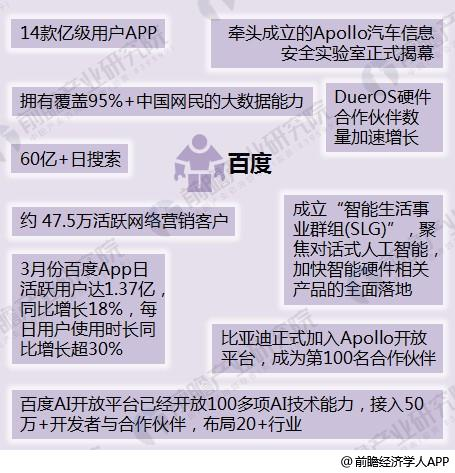 14款亿级用户APP
牵头成立的Apollo汽车信息
安全实验室正式揭幕
拥有覆盖95%+中国网民的大数据能力
DuerOS硬件
合作伙伴数
量加速增长
60亿+日搜索
百度
约 47.5万活跃网络营销客户
成立“智能生活事
业群组(SLG)”，聚
焦对话式人工智能，
加快智能硬件相关
产品的全面落地
3月份百度App日
活跃用户达1.37亿，
同比增长18%，每
日用户使用时长同
比增长超30%
比亚迪正式加入Apollo开放
平台，成为第100名合作伙伴
百度AI开放平台已经开放100多项AI技术能力，接入50
万+开发者与合作伙伴，布局20+行业
@前瞻经济学人APP
前瞻产业研究院